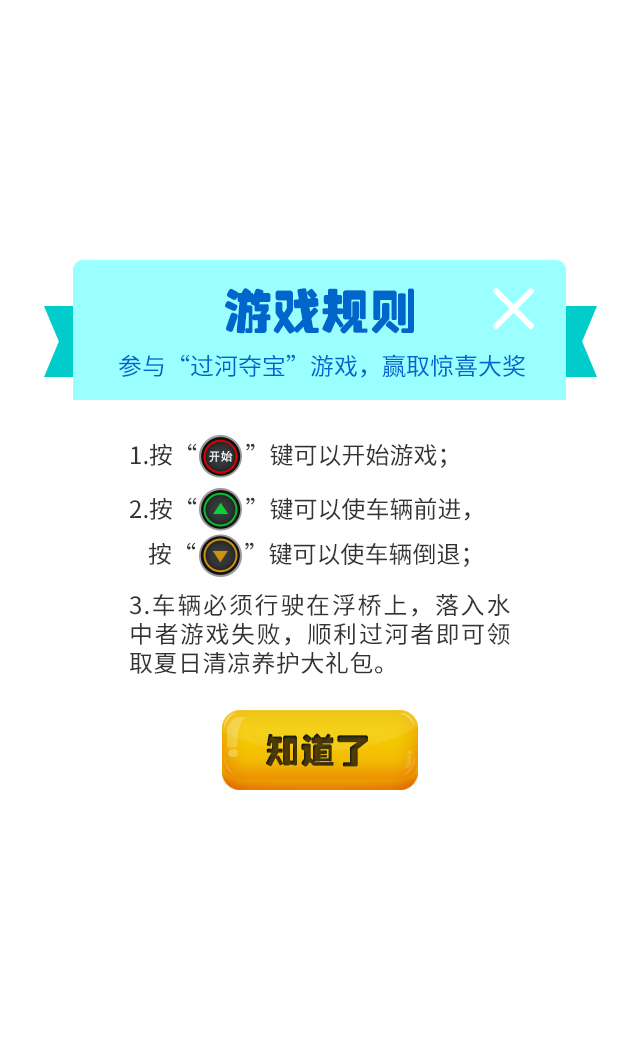 游戏规则
参与“过河夺宝”游戏，赢取惊喜大奖
1.按“开始”键可以开始游戏；
2.按“▲”键可以使车辆前进，
按“▼”键可以使车辆倒退；
3.车辆必须行驶在浮桥上，落入水
中者游戏失败，顺利过河者即可领
取夏日清凉养护大礼包。
知道了